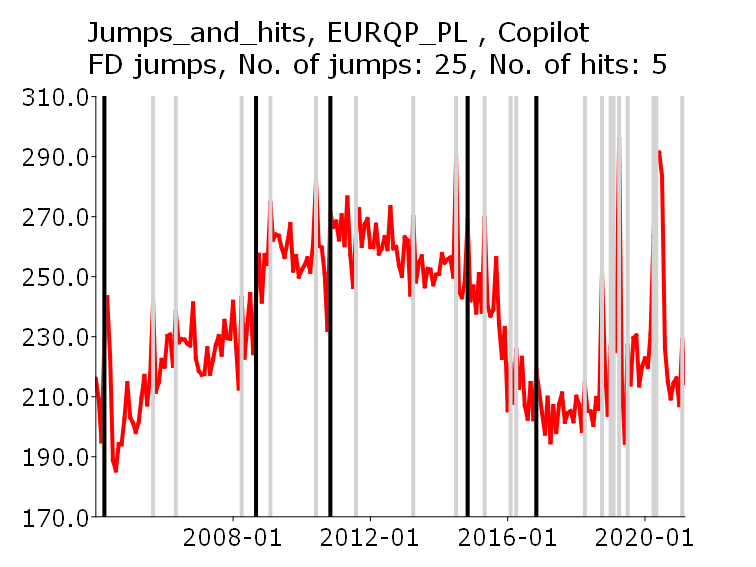 Jumps_and_hits, EURQP_PL , Copilot
FD jumps, No. of jumps: 25, No. of hits: 5
310.0
290.0
270.0
250.0
230.0
210.0
190.0
170.0
2008-01 2012-01 2016-01 2020-01